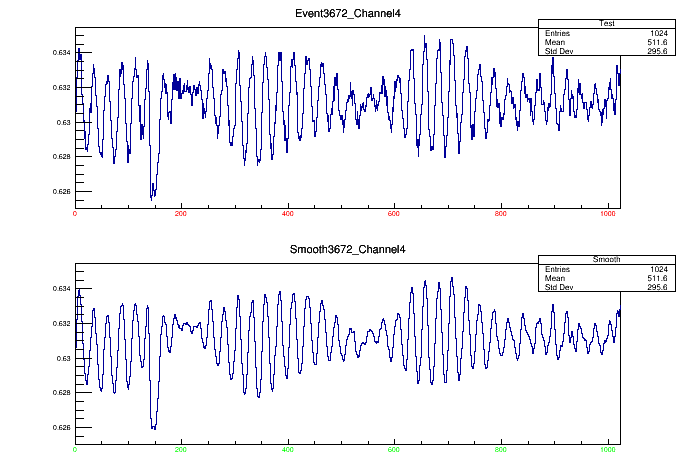 Event3672_Channel4
Test
Entries 1024
Mean 511.6
Std Dev 295.6
0.634
0.632
0.63
0.628
0.626
0 200 400 600 800 1000
Smooth3672_Channel4
Smooth
Entries 1024
Mean 511.6
Std Dev 295.6
0.634
0.632
0.63
0.628
0.626
0 200 400 600 800 1000